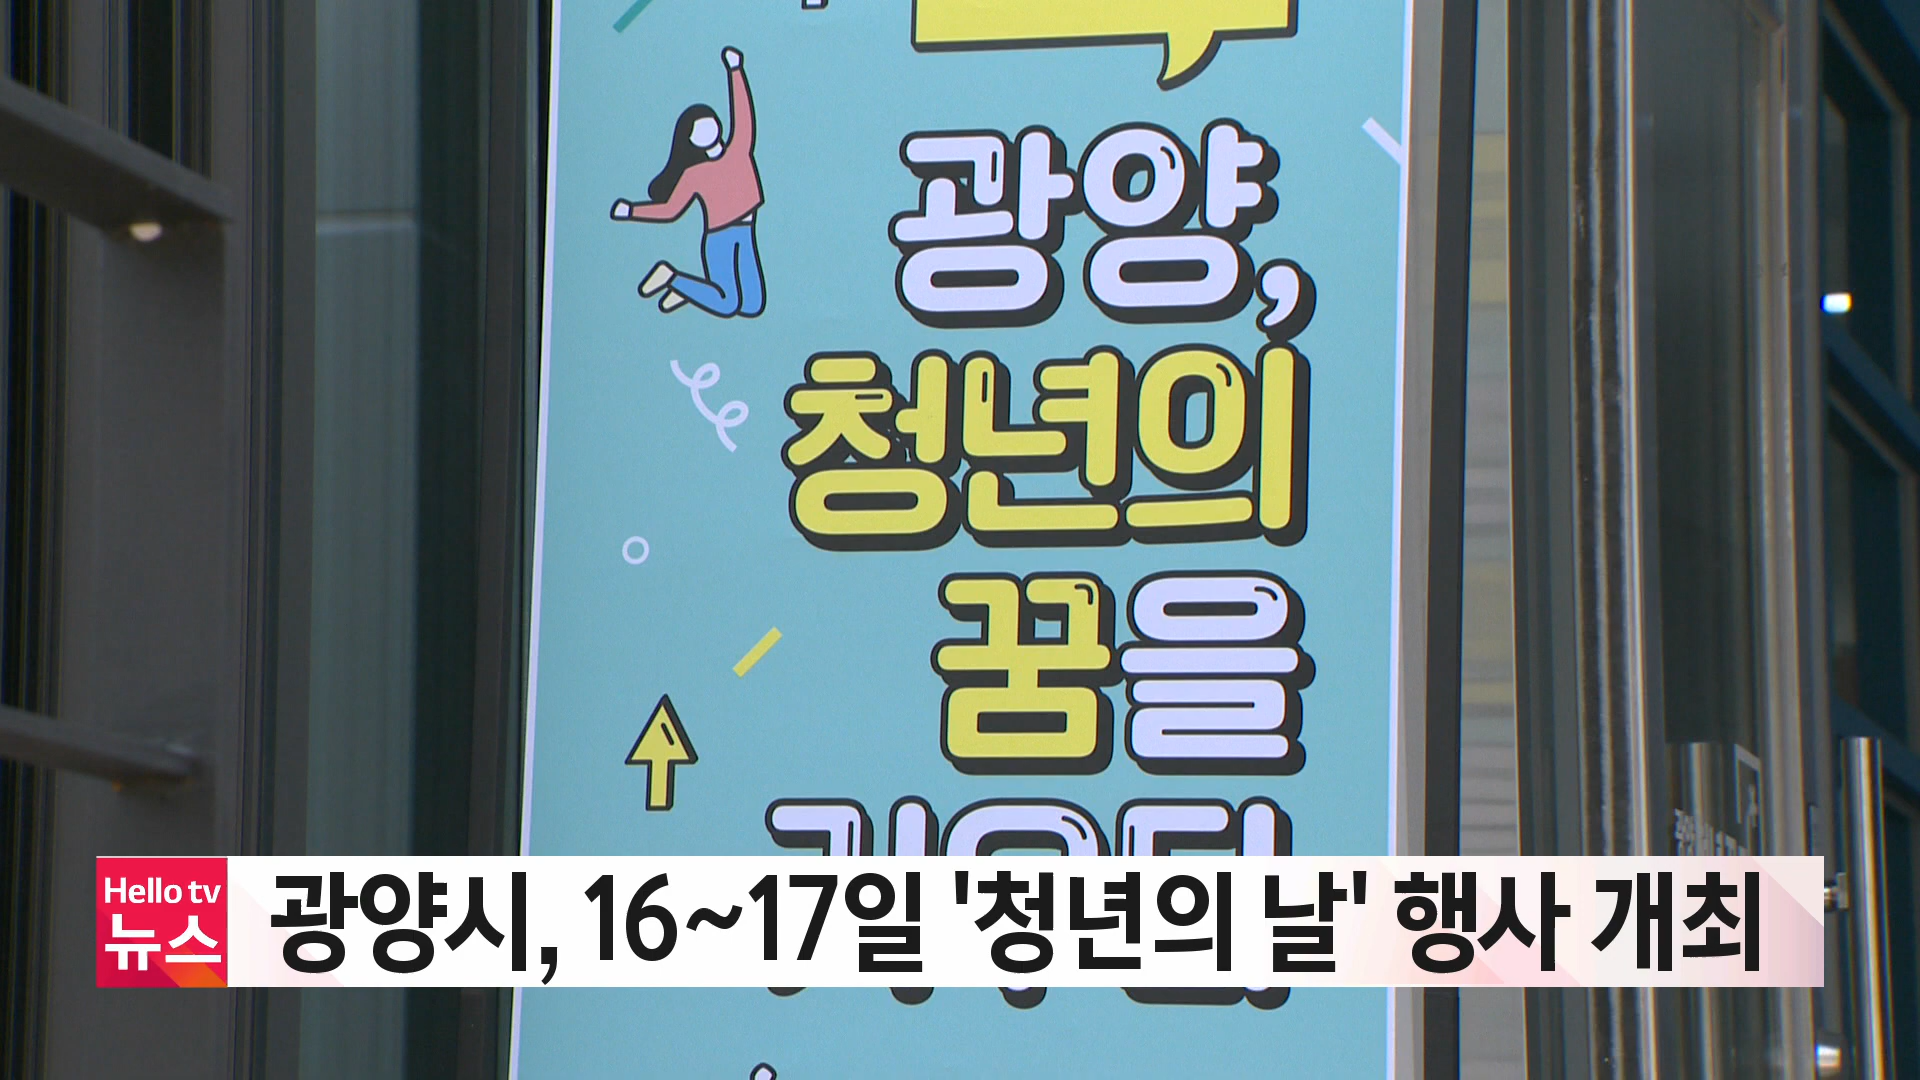 광양,
청년의
꿈을
Hello tv
뉴스
광양시, 16~17일 '청년의 날' 행사 개최